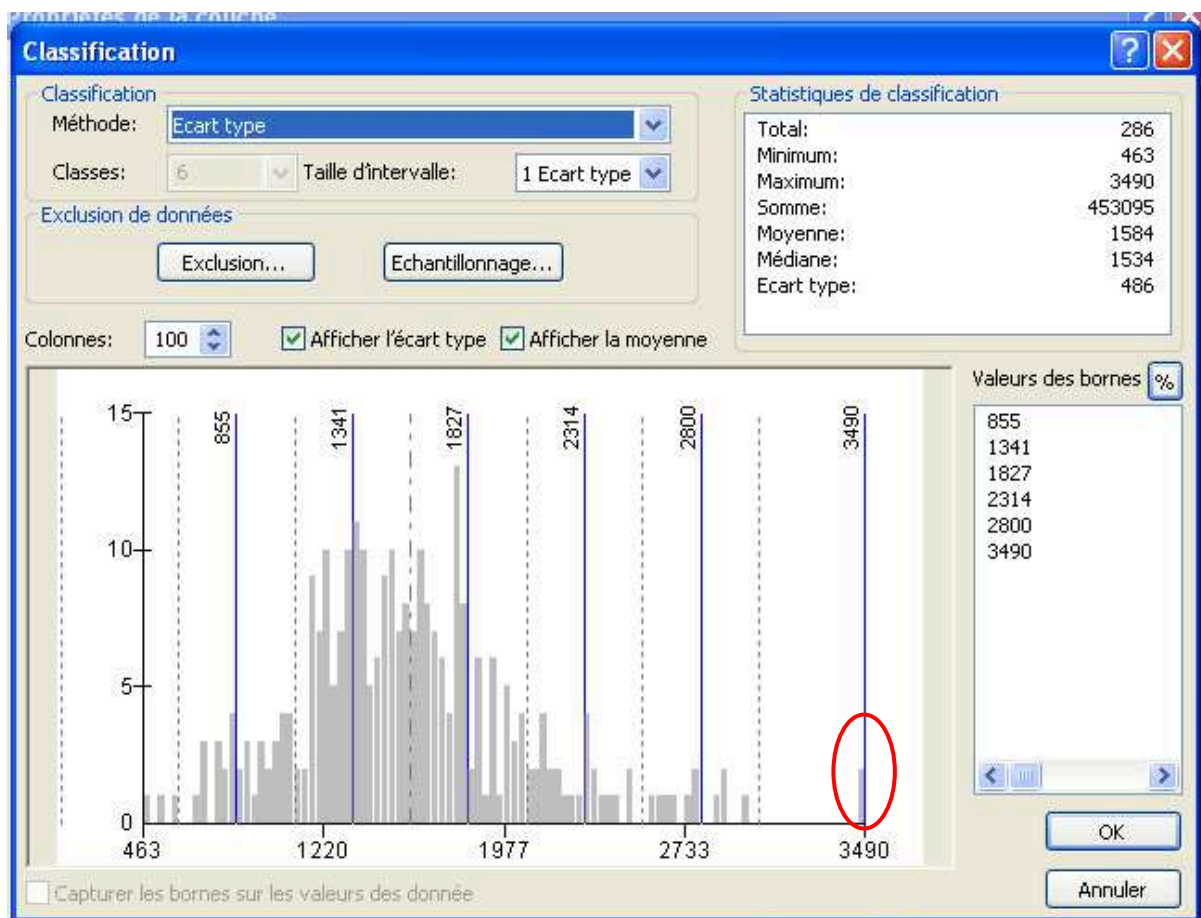 Propriétés de la couche
Classification
Classification
Méthode: Ecart type
Classes: 6 Taille d'intervalle: 1 Ecart type
Exclusion de données
Exclusion... Echantillonnage...
Colonnes: 100 Afficher l'écart type Afficher la moyenne
Statistiques de classification
Total: 286
Minimum: 463
Maximum: 3490
Somme: 453095
Moyenne: 1584
Médiane: 1534
Ecart type: 486
Valeurs des bornes %
855
1341
1827
2314
2800
3490
15
10
5
0
855 1341 1827 2314 2800 3490
463 1220 1977 2733 3490
Capturer les bornes sur les valeurs des donnée
OK
Annuler